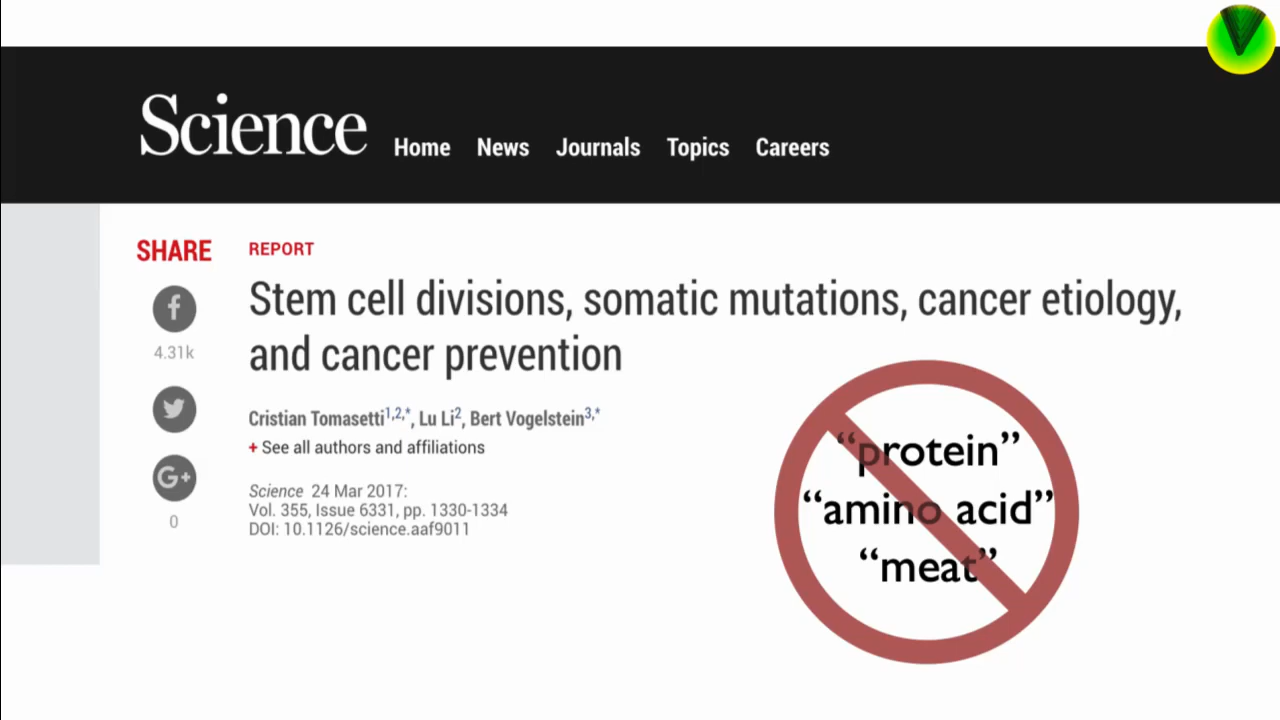 Science Home News Journals Topics Careers
SHARE
REPORT
Stem cell divisions, somatic mutations, cancer etiology,
and cancer prevention
4.31k
Cristian Tomasetti1,2,*, Lu Li2, Bert Vogelstein3,*
+ See all authors and affiliations
Science 24 Mar 2017:
Vol. 355, Issue 6331, pp. 1330-1334
DOI: 10.1126/science.aaf9011
f
G+
0
“protein”
“amino acid”
“meat”
V